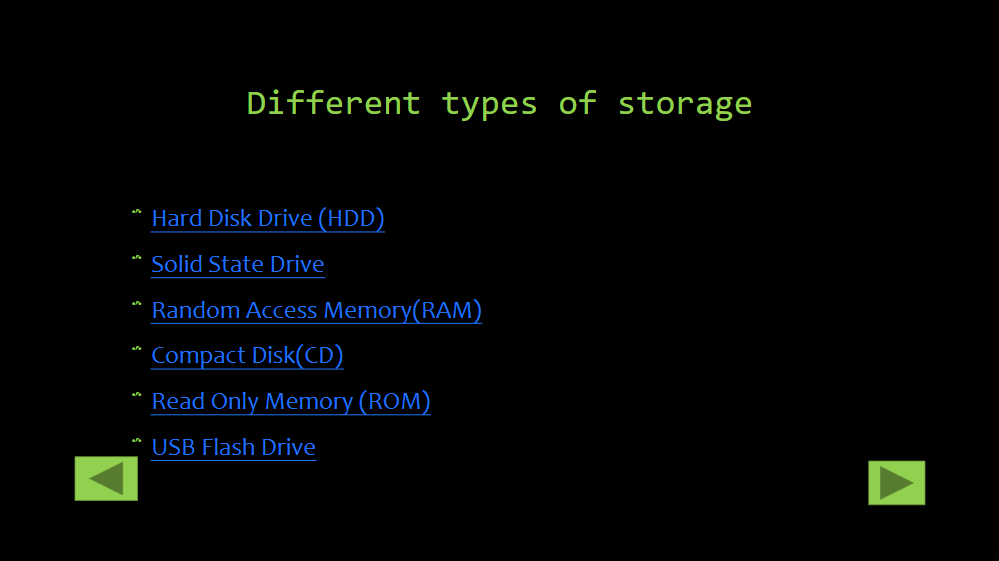 Different types of storage
Hard Disk Drive (HDD)
Solid State Drive
Random Access Memory(RAM)
Compact Disk(CD)
Read Only Memory (ROM)
USB Flash Drive